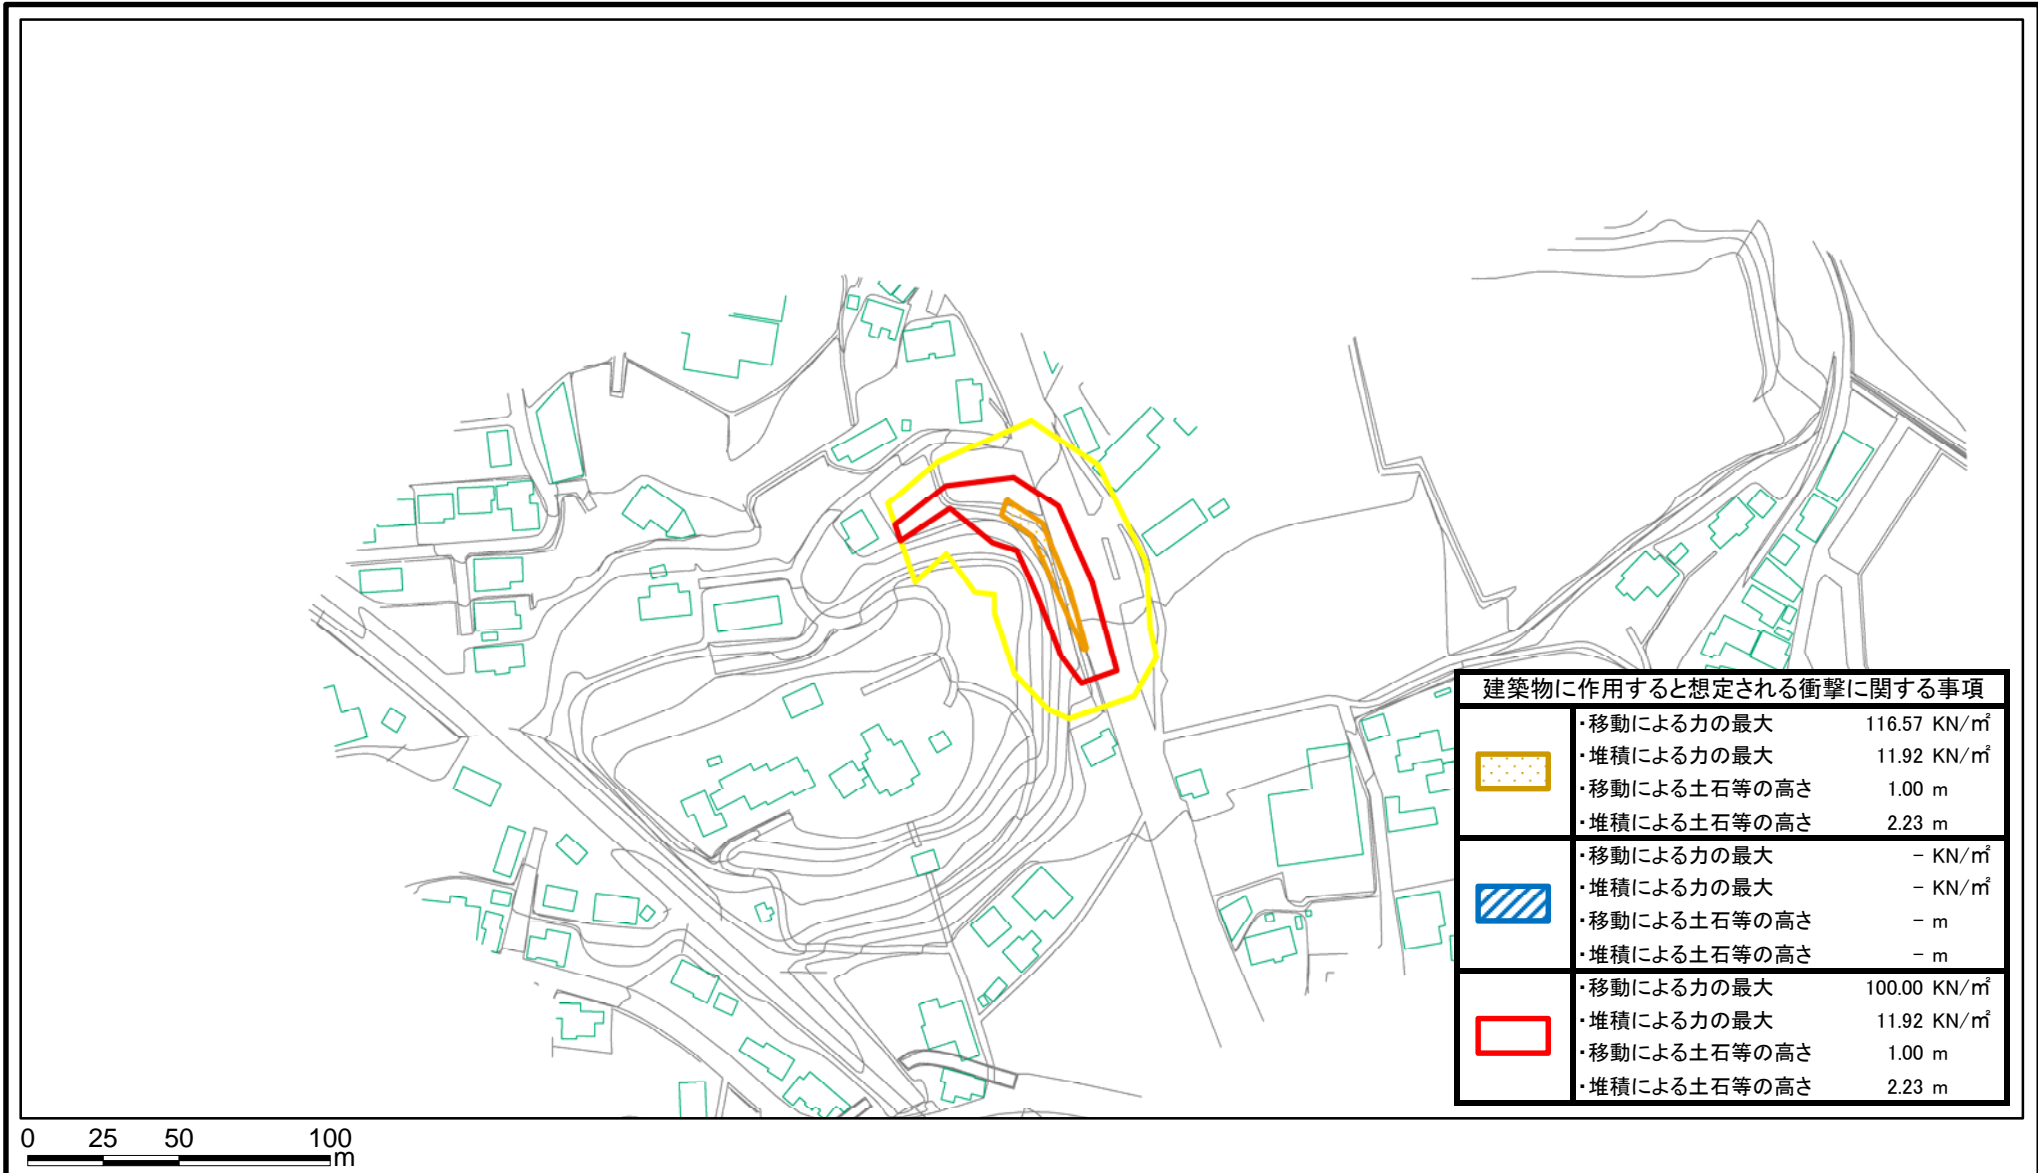 建築物に作用すると想定される衝撃に関する事項
・移動による力の最大 116.57 KN/㎡
・堆積による力の最大 11.92 KN/㎡
・移動による土石等の高さ 1.00 m
・堆積による土石等の高さ 2.23 m
・移動による力の最大 - KN/㎡
・堆積による力の最大 - KN/㎡
・移動による土石等の高さ - m
・堆積による土石等の高さ - m
・移動による力の最大 100.00 KN/㎡
・堆積による力の最大 11.92 KN/㎡
・移動による土石等の高さ 1.00 m
・堆積による土石等の高さ 2.23 m
0 25 50 100
m